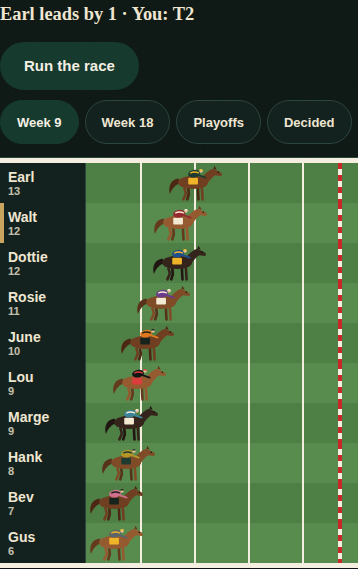 Earl leads by 1 · You: T2
Run the race
Week 9 Week 18 Playoffs Decided
Earl
13
Walt
12
Dottie
12
Rosie
11
June
10
Lou
9
Marge
9
Hank
8
Bev
7
Gus
6